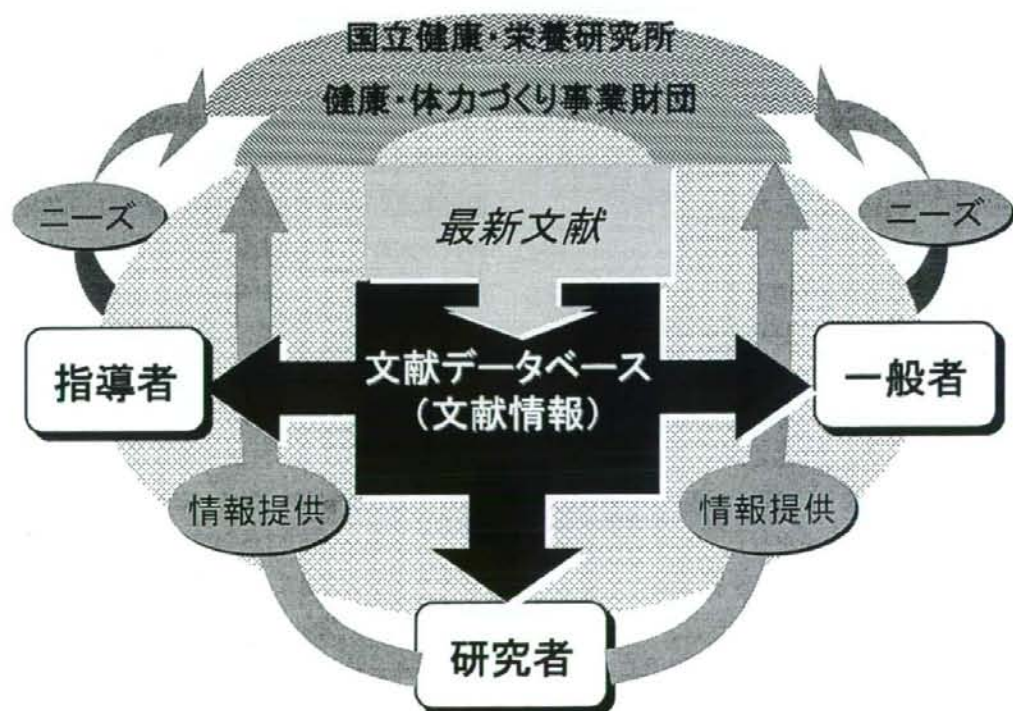 国立健康・栄養研究所
健康・体力づくり事業財団
ニーズ
ニーズ
最新文献
指導者
文献データベース
(文献情報)
一般者
情報提供
情報提供
研究者